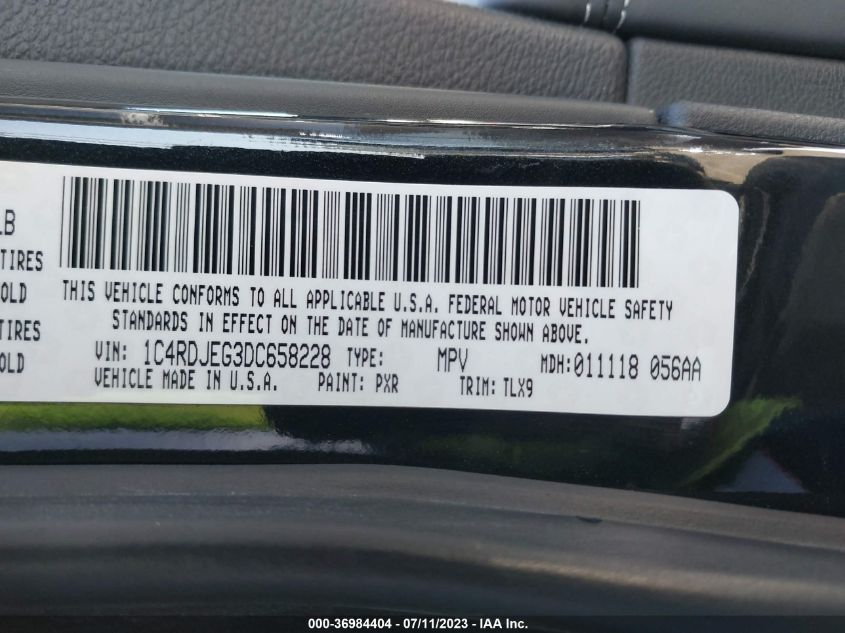 LB
TIRES
OLD
TIRES
OLD
THIS VEHICLE CONFORMS TO ALL APPLICABLE U.S.A. FEDERAL MOTOR VEHICLE SAFETY
STANDARDS IN EFFECT ON THE DATE OF MANUFACTURE SHOWN ABOVE.
VIN: 1C4RDJEG3DC658228 TYPE: MPV MDH: 011118 056AA
VEHICLE MADE IN U.S.A. PAINT: PXR TRIM: TLX9
000-36984404 / 07/11/2023 - IAA Inc.